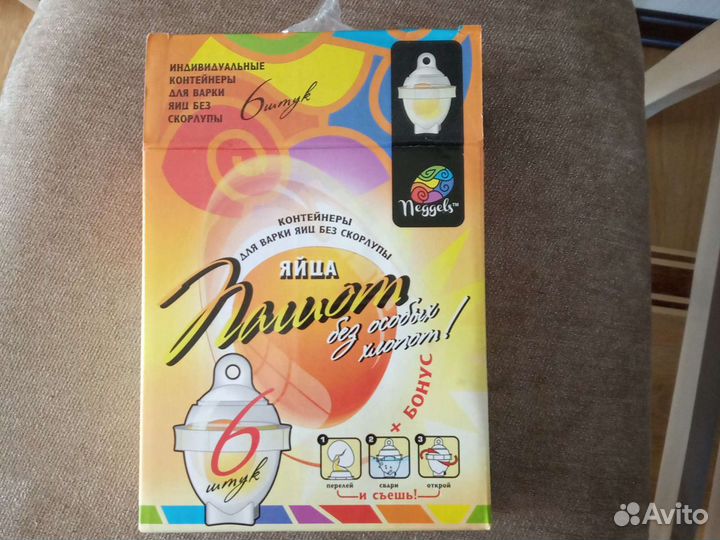 ИНДИВИДУАЛЬНЫЕ
КОНТЕЙНЕРЫ
ДЛЯ ВАРКИ
ЯИЦ БЕЗ
СКОРЛУПЫ
6 штук
Neggels™
КОНТЕЙНЕРЫ
ДЛЯ ВАРКИ ЯИЦ БЕЗ СКОРЛУПЫ
ЯЙЦА
Пашот
без особых
хлопот!
+ БОНУС
6
штук
1 2 3
перелей свари открой
и съешь!
Avito